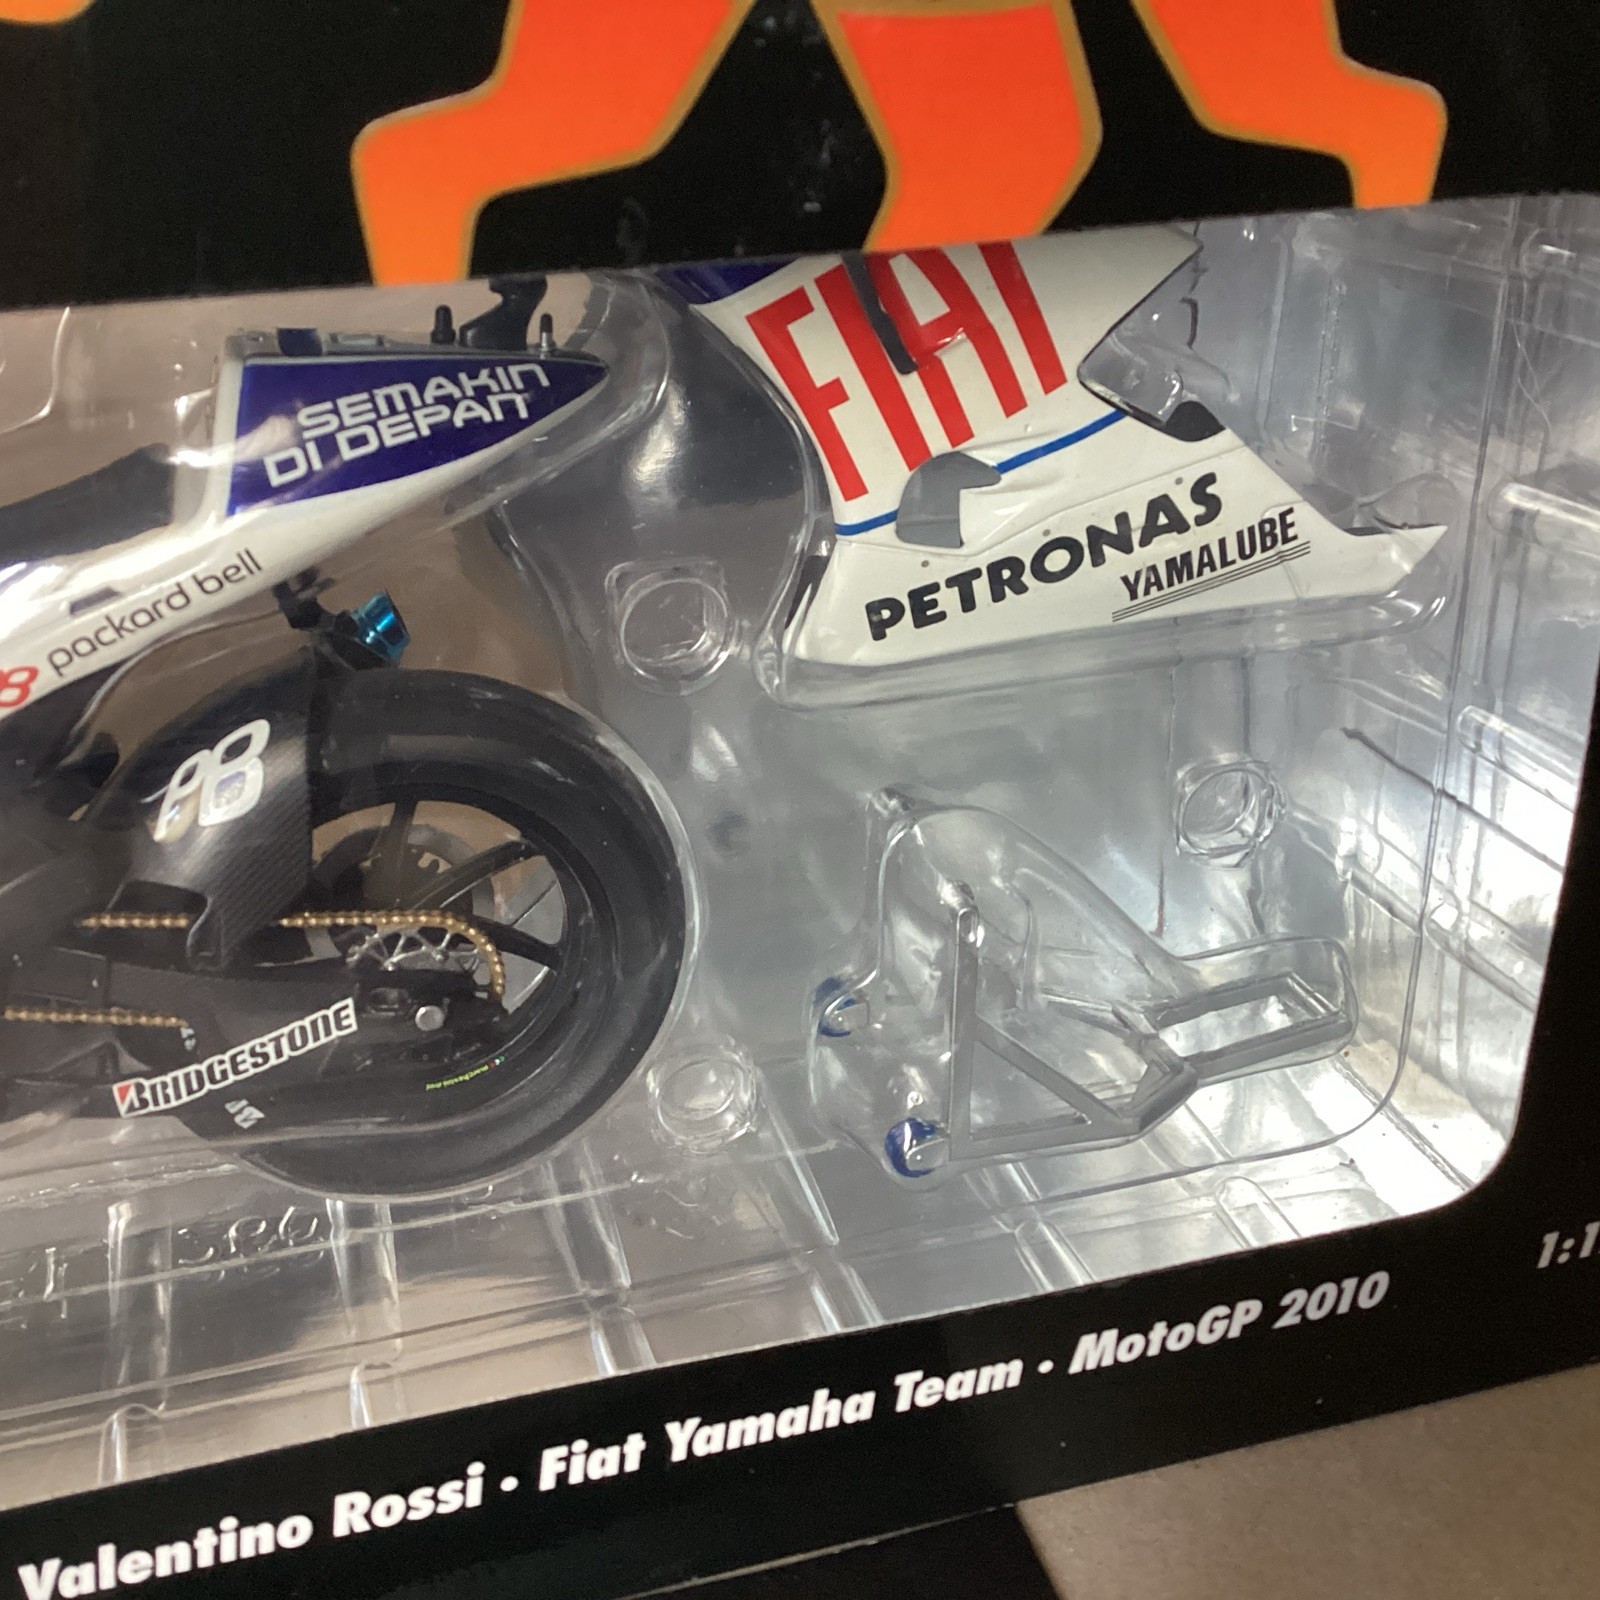 FIAT
SEMAKIN
DI DEPAN
PETRONAS
YAMALUBE
packard bell
BRIDGESTONE
Valentino Rossi · Fiat Yamaha Team · MotoGP 2010